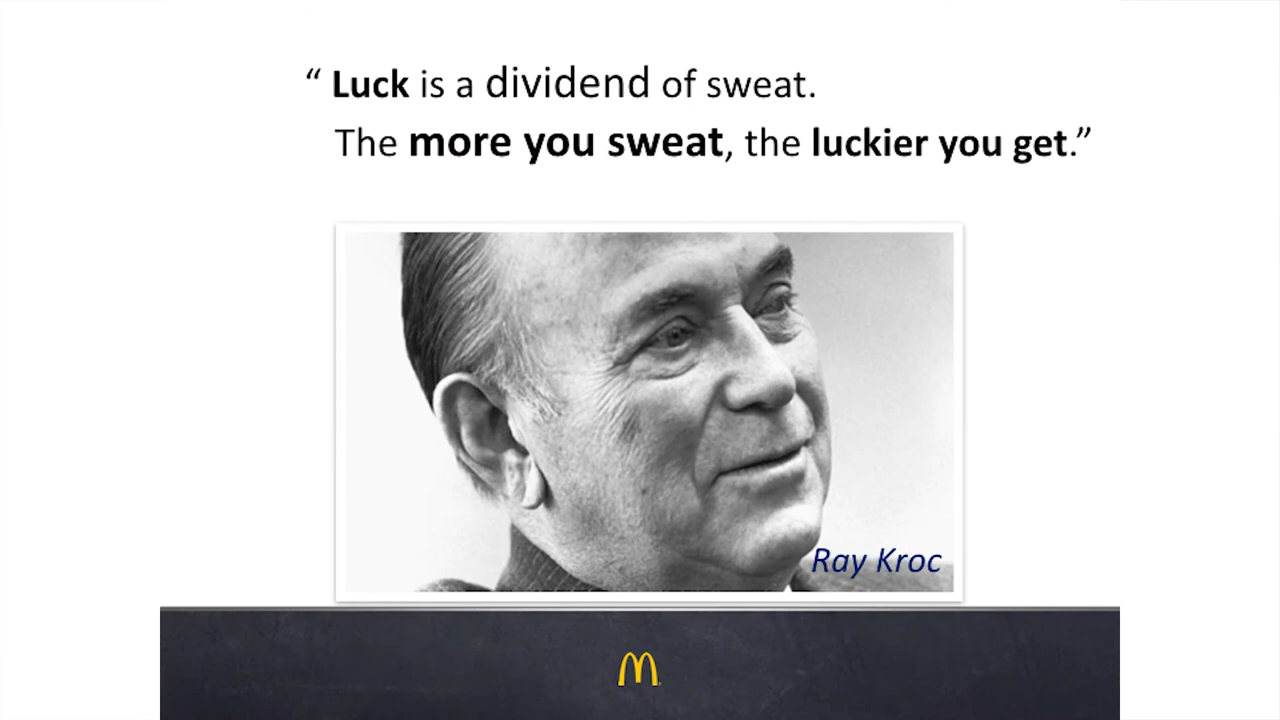 “ Luck is a dividend of sweat.
The more you sweat, the luckier you get.”
Ray Kroc